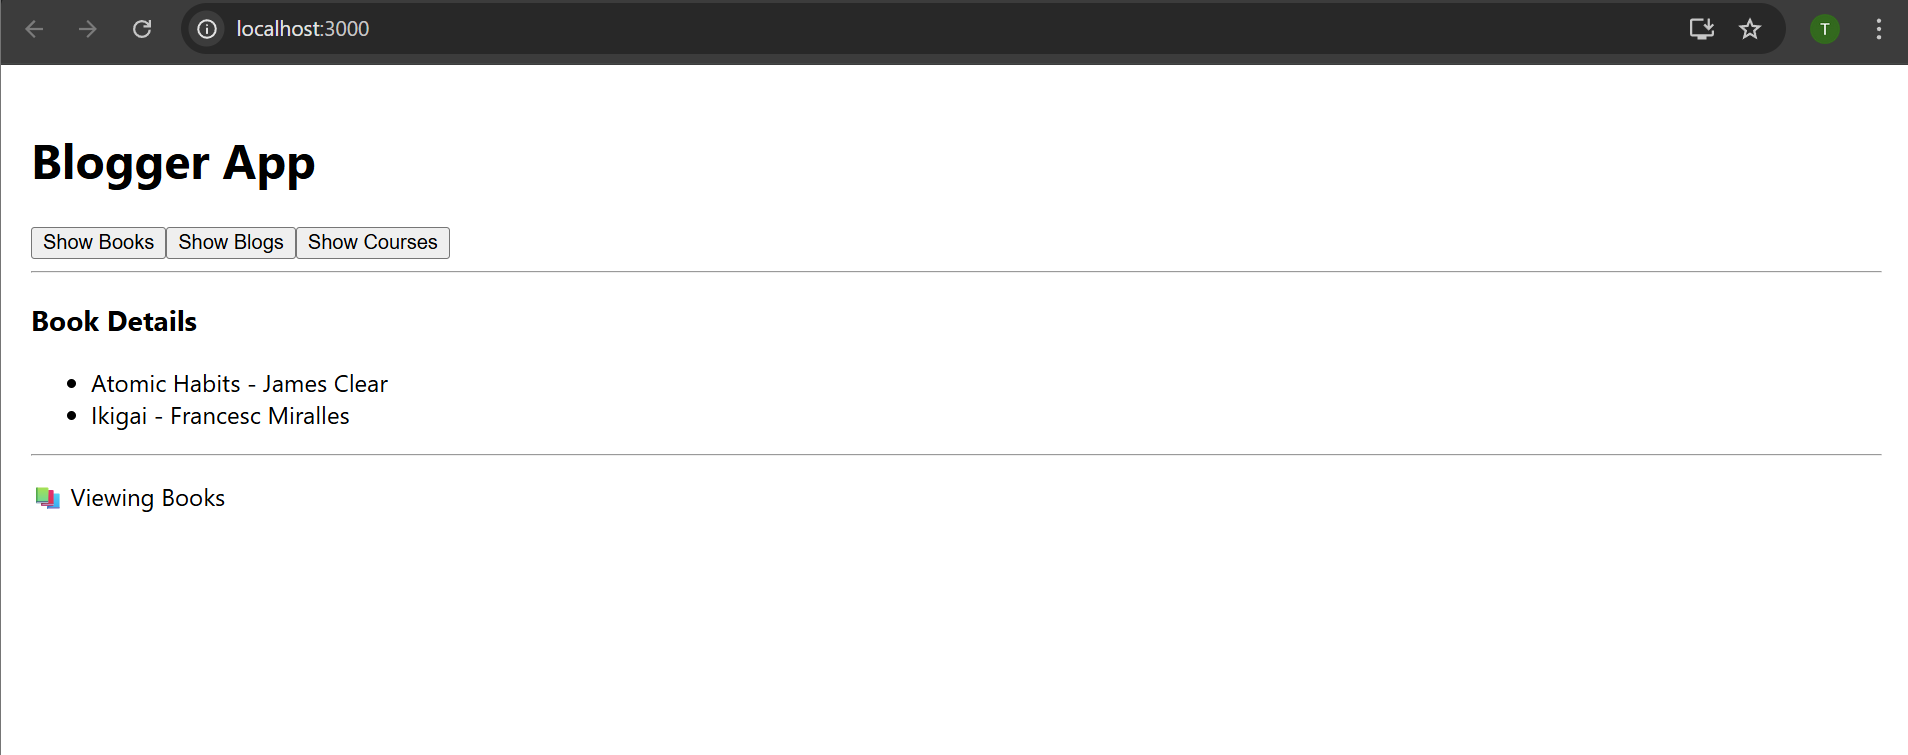 localhost:3000
T
Blogger App
Show Books Show Blogs Show Courses
Book Details
Atomic Habits - James Clear
Ikigai - Francesc Miralles
Viewing Books